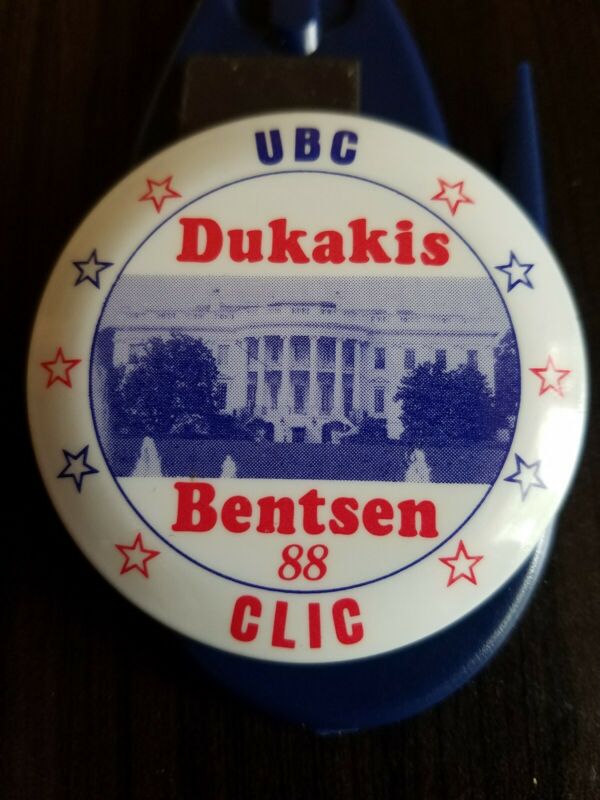 UBC
Dukakis
Bentsen
88
CLIC